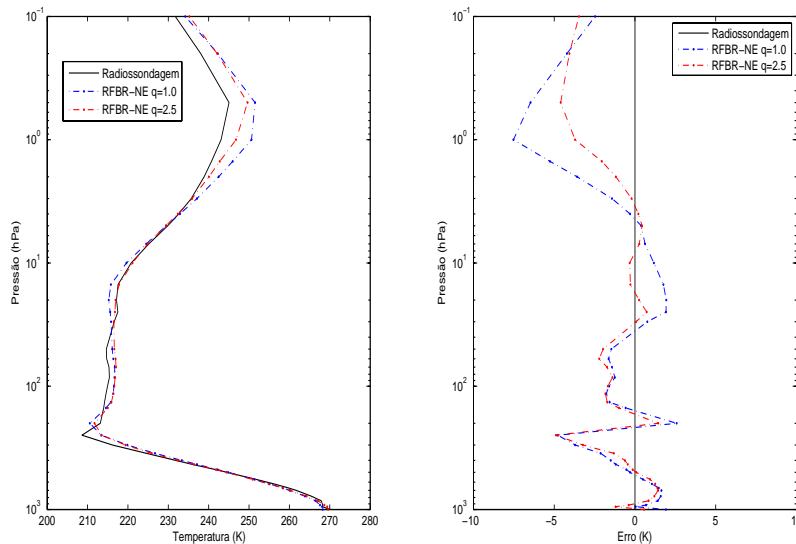 10⁻¹
10⁰
10¹
10²
10³
Pressão (hPa)
200 210 220 230 240 250 260 270 280
Temperatura (K)
Radiossondagem
RFBR−NE q=1.0
RFBR−NE q=2.5
10⁻¹
10⁰
10¹
10²
10³
Pressão (hPa)
−10 −5 0 5 10
Erro (K)
Radiossondagem
RFBR−NE q=1.0
RFBR−NE q=2.5